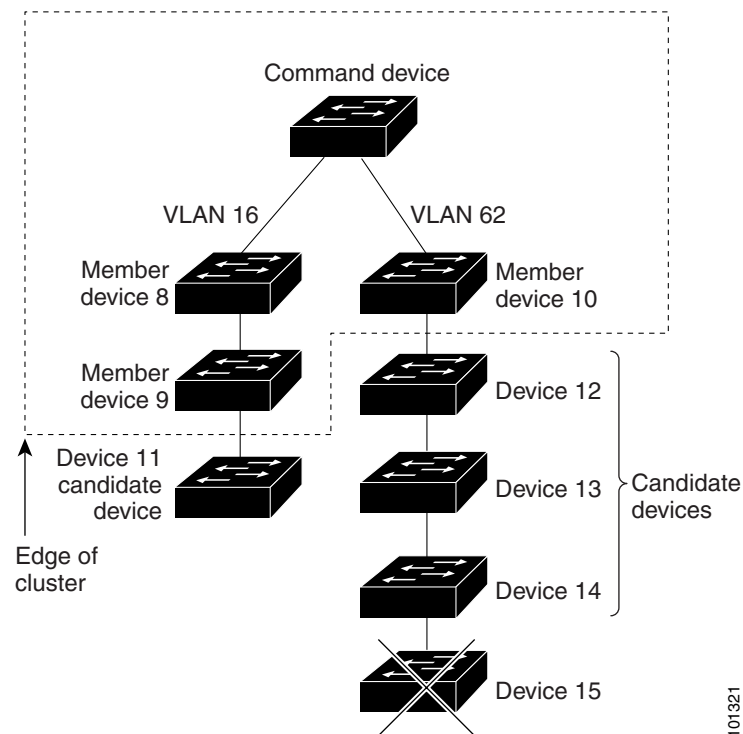 Command device
VLAN 16
VLAN 62
Member
device 8
Member
device 10
Member
device 9
Device 12
Device 11
candidate
device
Device 13
Candidate
devices
Edge of
cluster
Device 14
Device 15
101321